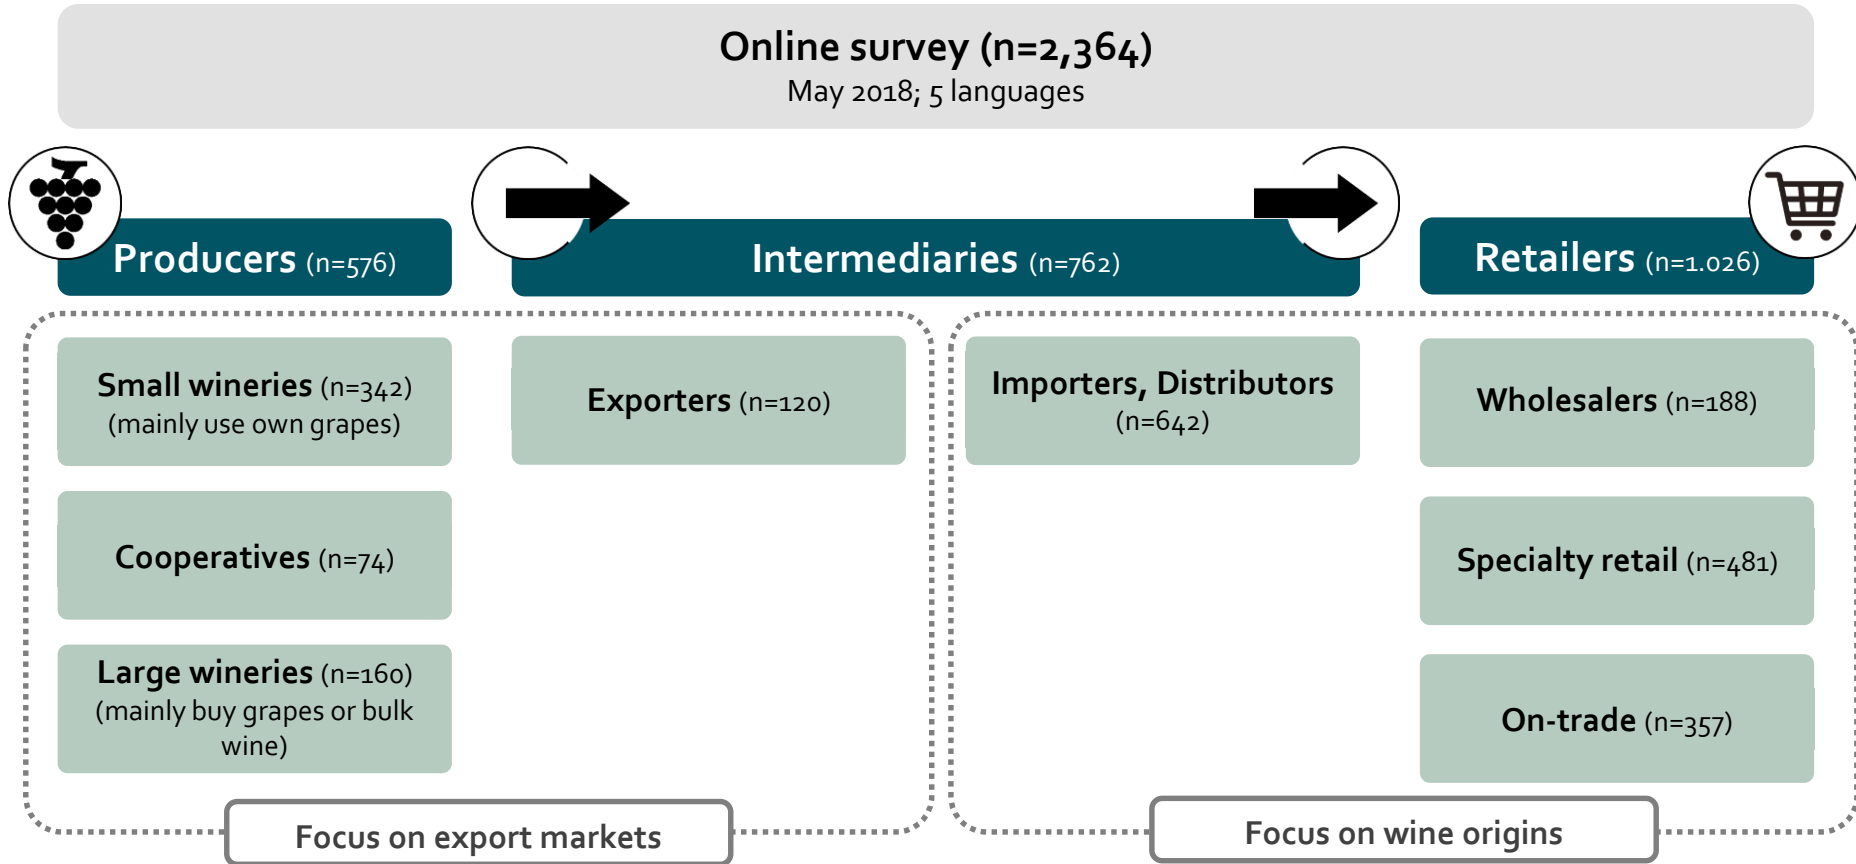 Online survey (n=2,364)
May 2018; 5 languages
Producers (n=576)
Intermediaries (n=762)
Retailers (n=1.026)
Small wineries (n=342)
(mainly use own grapes)
Exporters (n=120)
Importers, Distributors
(n=642)
Wholesalers (n=188)
Cooperatives (n=74)
Specialty retail (n=481)
Large wineries (n=160)
(mainly buy grapes or bulk
wine)
On-trade (n=357)
Focus on export markets
Focus on wine origins